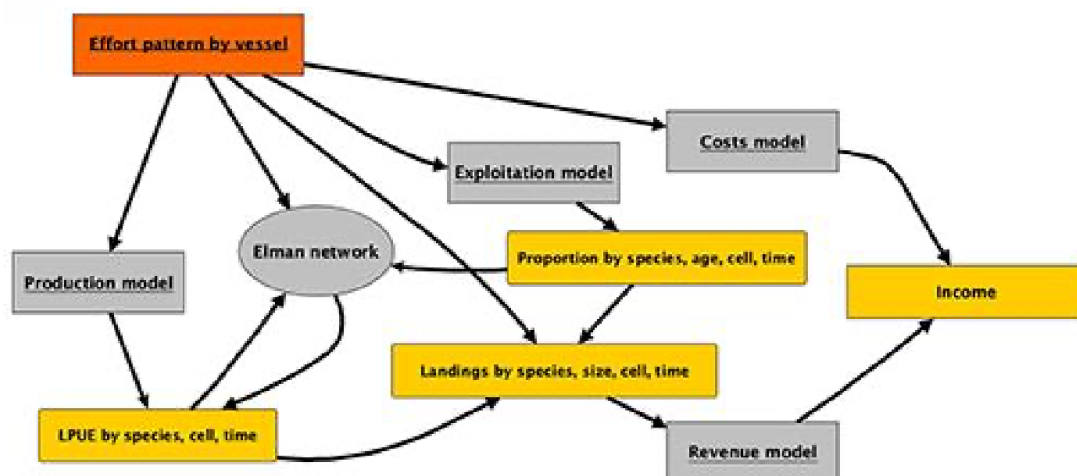 Effort pattern by vessel
Costs model
Exploitation model
Elman network
Proportion by species, age, cell, time
Production model
Income
Landings by species, size, cell, time
LPUE by species, cell, time
Revenue model